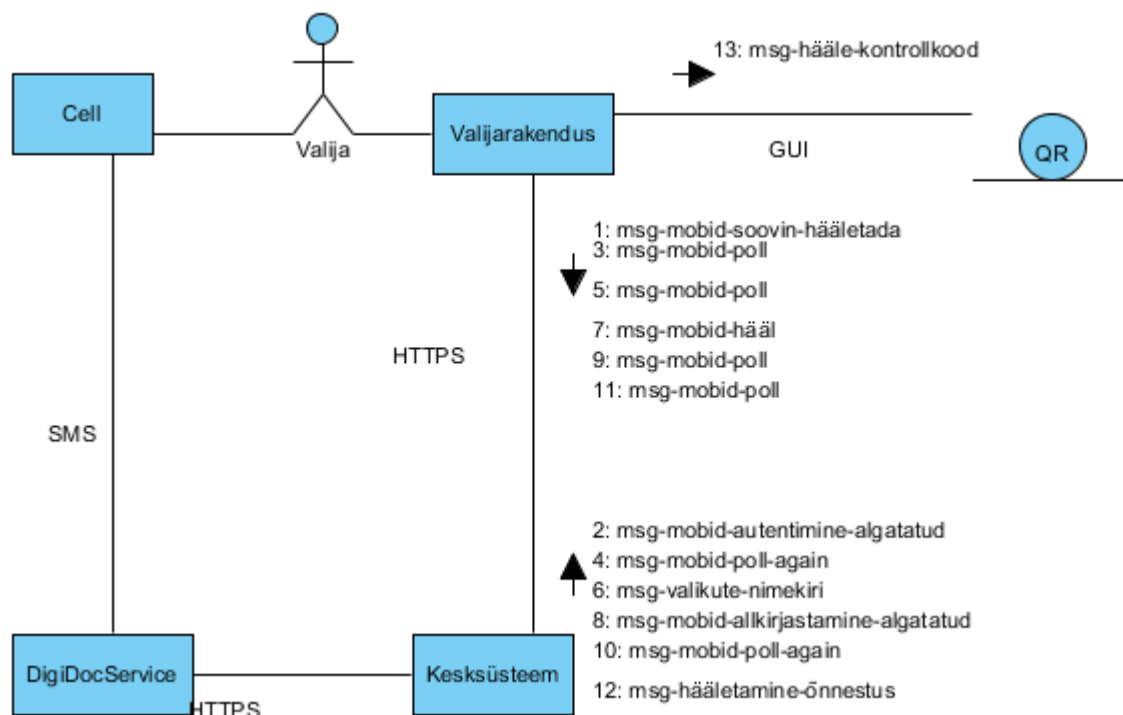 13: msg-hääle-kontrollkood
Cell
Valija
Valijarakendus
GUI
QR
1: msg-mobid-soovin-hääletada
3: msg-mobid-poll
5: msg-mobid-poll
7: msg-mobid-hääl
9: msg-mobid-poll
11: msg-mobid-poll
HTTPS
SMS
2: msg-mobid-autentimine-algatatud
4: msg-mobid-poll-again
6: msg-valikute-nimekiri
8: msg-mobid-allkirjastamine-algatatud
10: msg-mobid-poll-again
12: msg-hääletamine-õnnestus
DigiDocService
Kesksüsteem
HTTPS